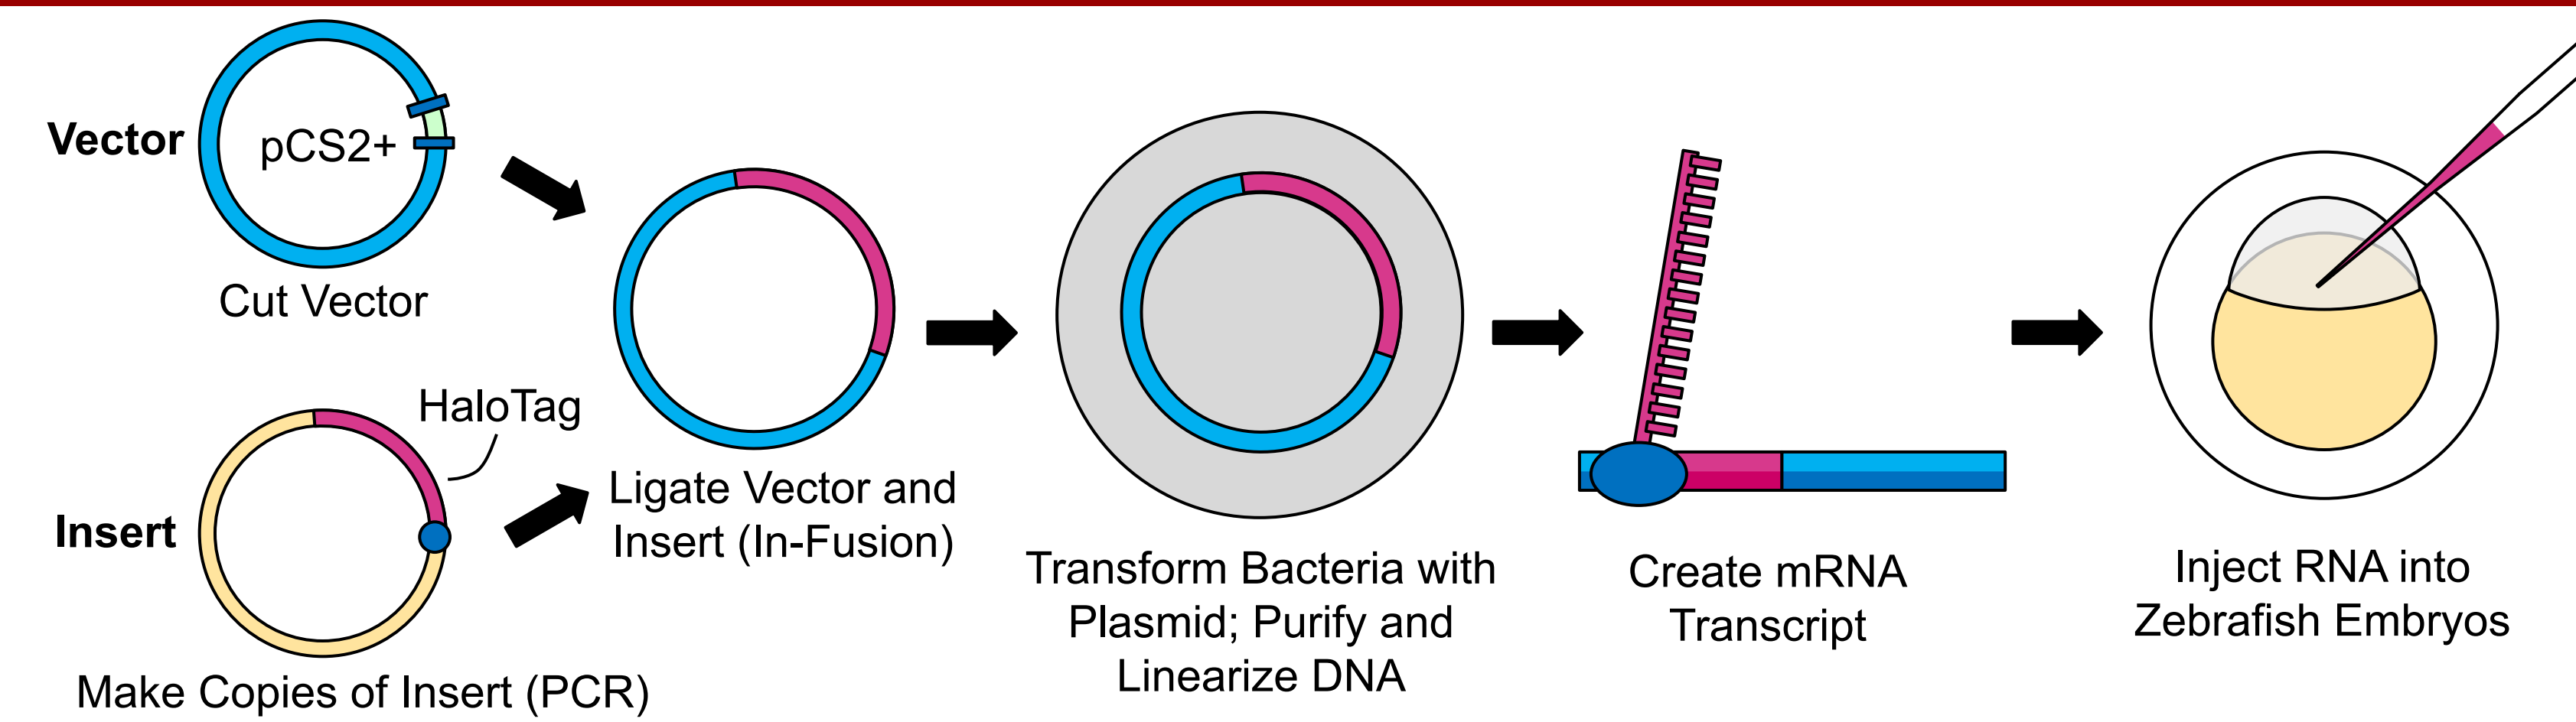 Vector
pCS2+
Cut Vector
HaloTag
Insert
Make Copies of Insert (PCR)
Ligate Vector and
Insert (In-Fusion)
Transform Bacteria with
Plasmid; Purify and
Linearize DNA
Create mRNA
Transcript
Inject RNA into
Zebrafish Embryos